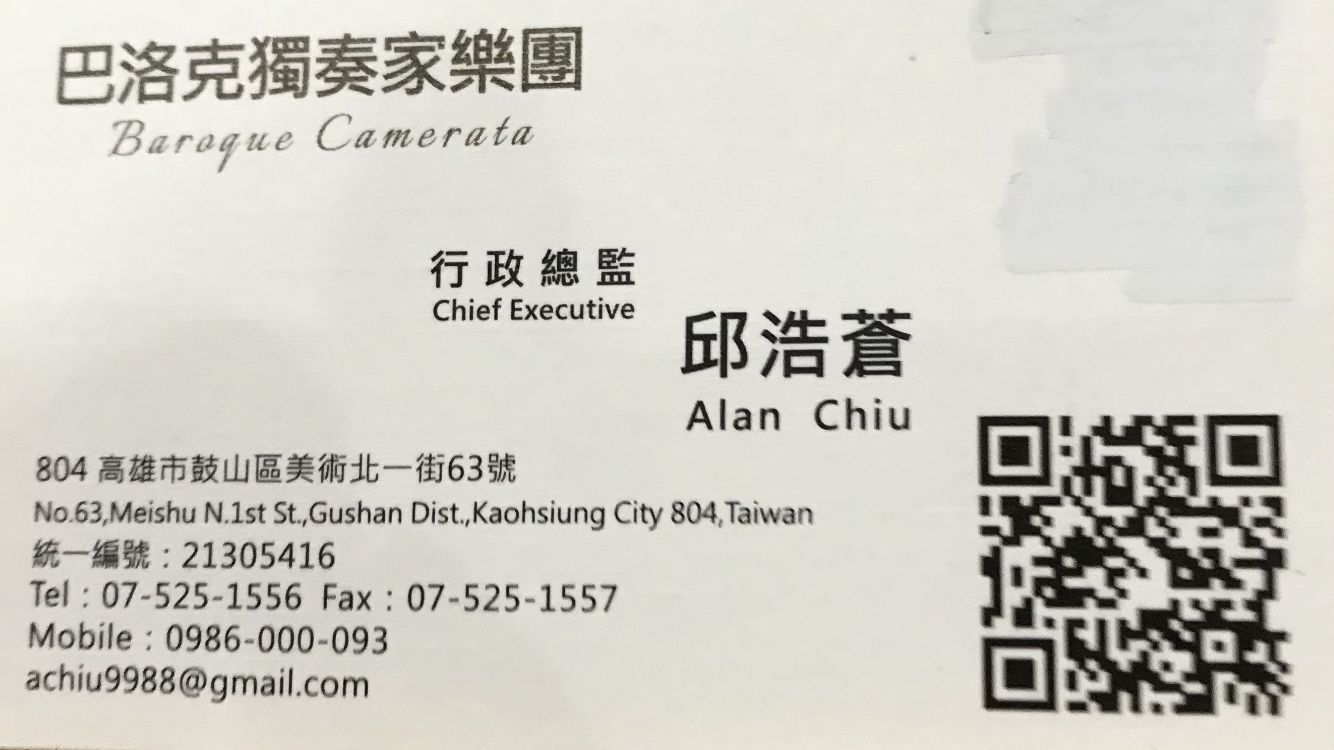 巴洛克獨奏家樂團
Baroque Camerata
行政總監
Chief Executive
邱浩蒼
Alan Chiu
804 高雄市鼓山區美術北一街63號
No.63,Meishu N.1st St.,Gushan Dist.,Kaohsiung City 804,Taiwan
統一編號：21305416
Tel：07-525-1556 Fax：07-525-1557
Mobile：0986-000-093
achiu9988@gmail.com